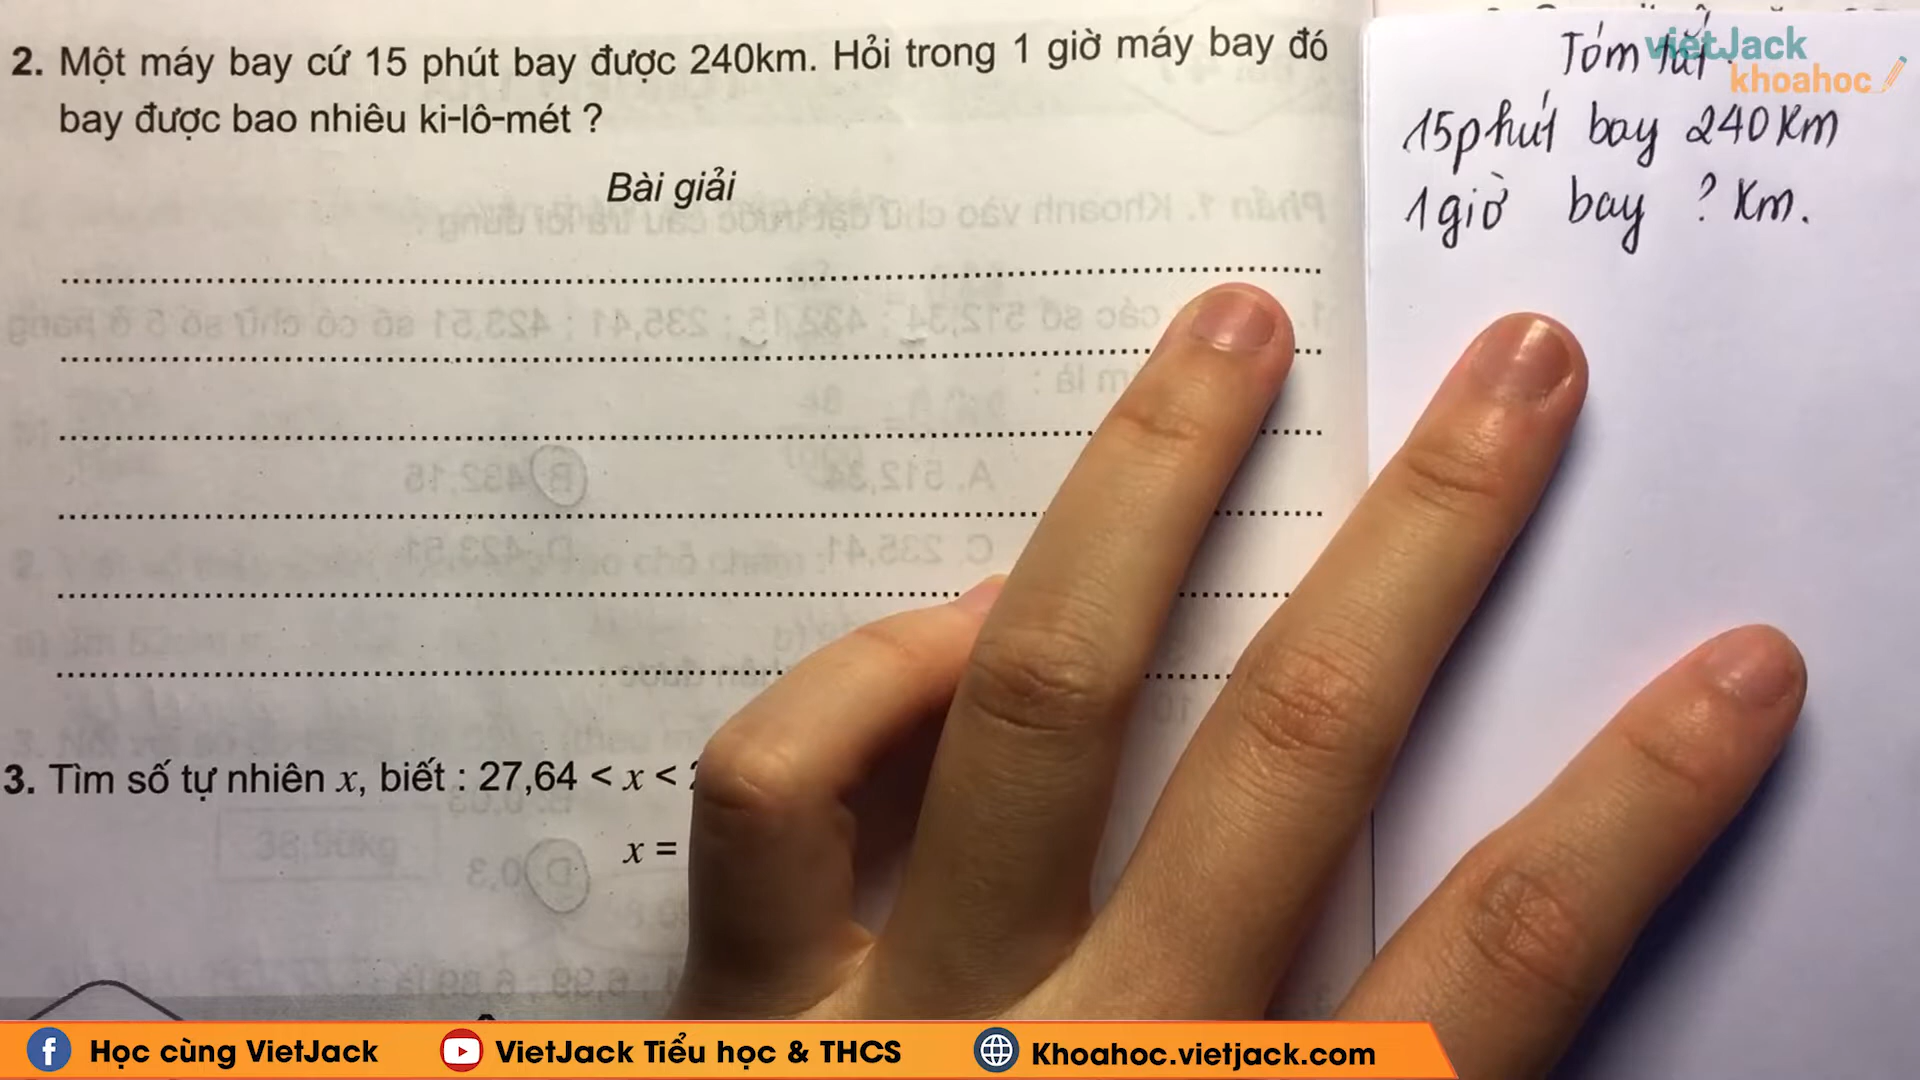 2. Một máy bay cứ 15 phút bay được 240km. Hỏi trong 1 giờ máy bay đó
bay được bao nhiêu ki-lô-mét ?
Bài giải
3. Tìm số tự nhiên x, biết : 27,64 < x <
x =
Tóm tắt
15phút bay 240Km
1giờ bay ? Km.
vietJack
khoahoc
Học cùng VietJack
VietJack Tiểu học & THCS
Khoahoc.vietjack.com